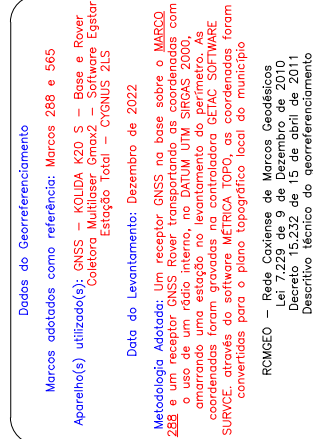 Dados do Georreferenciamento
Marcos adotados como referência: Marcos 288 e 565
Aparelho(s) utilizado(s): GNSS – KOLIDA K20 S – Base e Rover
Coletora Multilaser Gmax2 – Software Egstar
Estação Total – CYGNUS 2LS
Data do Levantamento: Dezembro de 2022
Metodologia Adotada: Um receptor GNSS na base sobre o MARCO
288 e um receptor GNSS Rover transportando as coordenadas com
o uso de um rádio interno, no DATUM UTM SIRGAS 2000,
amarrando uma estação no levantamento do perímetro. As
coordenadas foram gravadas na controladora GETAC SOFTWARE
SURVCE. através do software MÉTRICA TOPO, as coordenadas foram
convertidas para o plano topográfico local do município
RCMGEO – Rede Caxiense de Marcos Geodésicos
Lei 7.229 de 9 de Dezembro de 2010
Decreto 15.232 de 15 de abril de 2011
Descritivo técnico do georreferenciamento